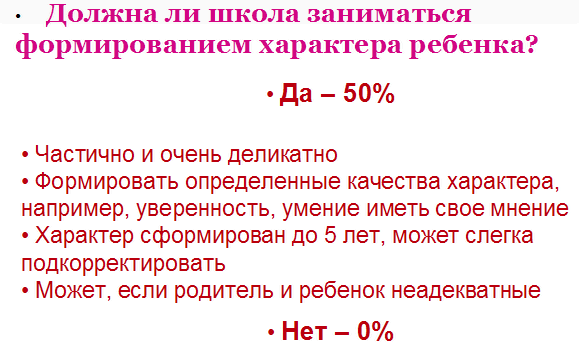 • Должна ли школа заниматься
формированием характера ребенка?
• Да – 50%
• Частично и очень деликатно
• Формировать определенные качества характера,
например, уверенность, умение иметь свое мнение
• Характер сформирован до 5 лет, может слегка
подкорректировать
• Может, если родитель и ребенок неадекватные
• Нет – 0%